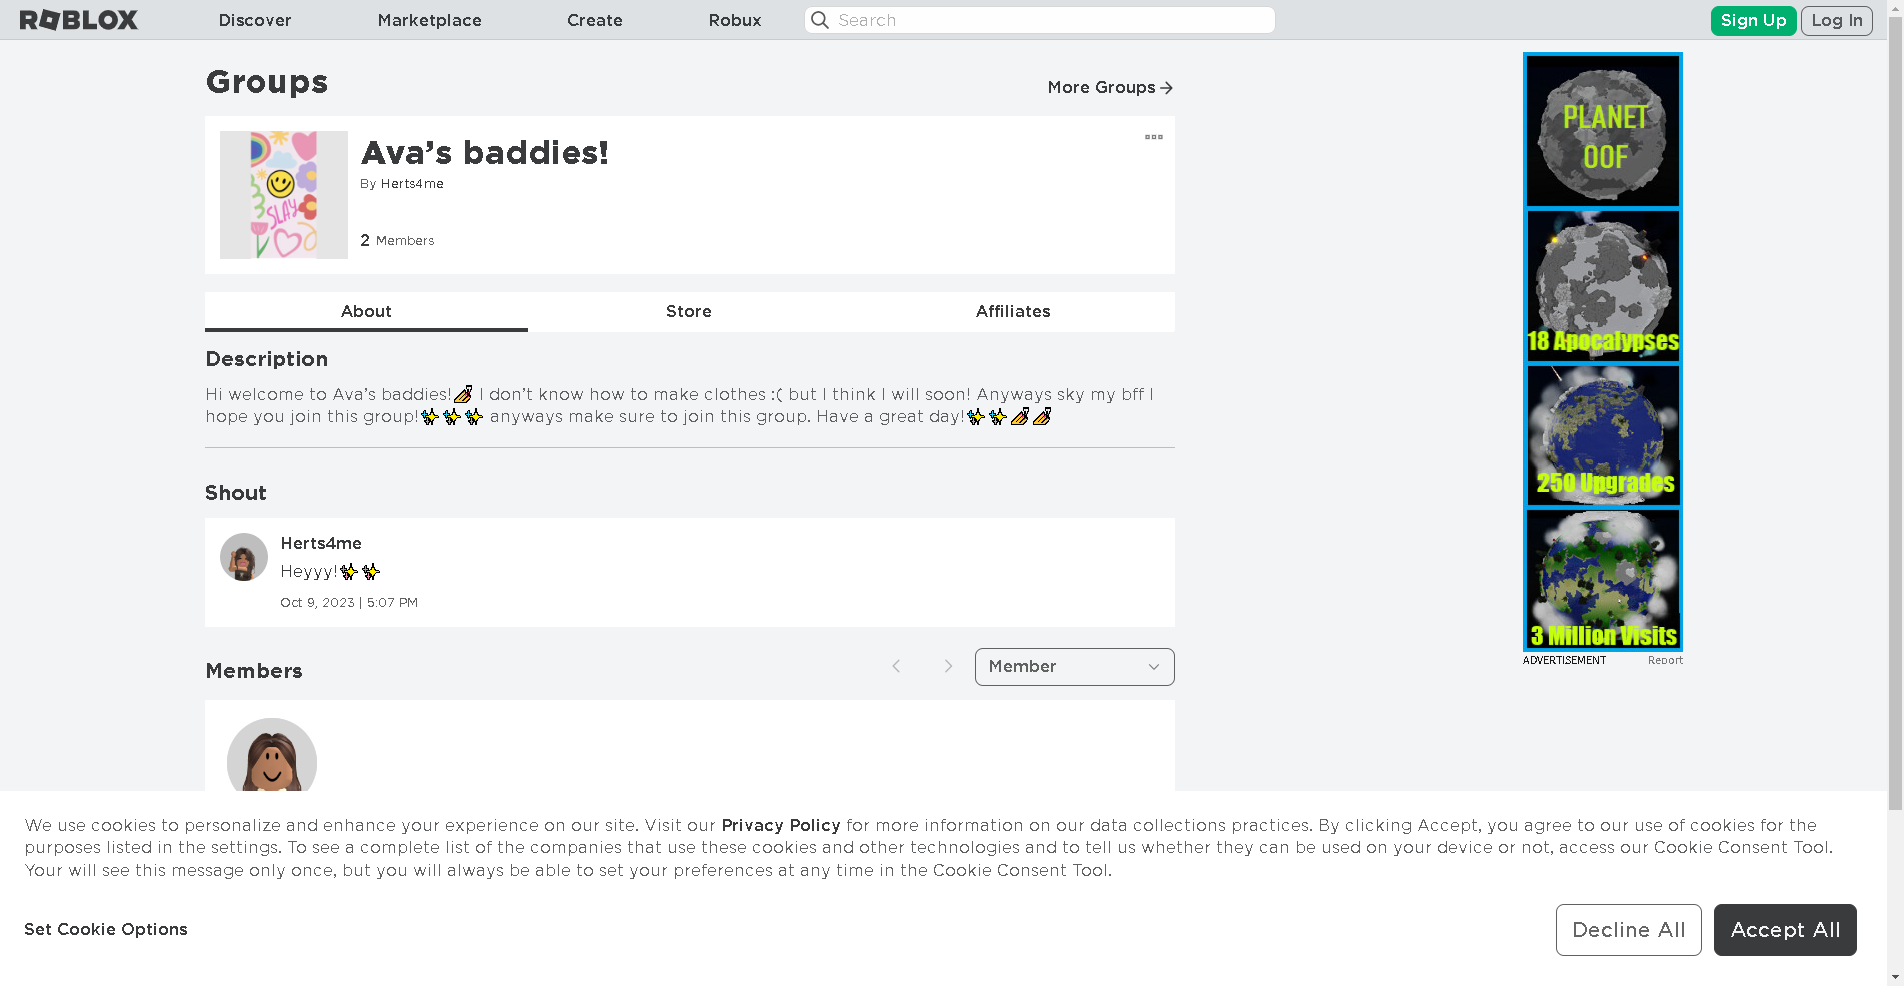 ROBLOX
Discover
Marketplace
Create
Robux
Search
Sign Up
Log In
Groups
More Groups
Ava's baddies!
By Herts4me
2 Members
SLAY
About
Store
Affiliates
Description
Hi welcome to Ava's baddies!💅 I don't know how to make clothes :( but I think I will soon! Anyways sky my bff I
hope you join this group!✨✨✨ anyways make sure to join this group. Have a great day!✨✨💅💅
Shout
Herts4me
Heyyy!✨✨
Oct 9, 2023 | 5:07 PM
Members
Member
PLANET
OOF
18 Apocalypses
250 Upgrades
3 Million Visits
ADVERTISEMENT
Report
We use cookies to personalize and enhance your experience on our site. Visit our Privacy Policy for more information on our data collections practices. By clicking Accept, you agree to our use of cookies for the
purposes listed in the settings. To see a complete list of the companies that use these cookies and other technologies and to tell us whether they can be used on your device or not, access our Cookie Consent Tool.
Your will see this message only once, but you will always be able to set your preferences at any time in the Cookie Consent Tool.
Set Cookie Options
Decline All
Accept All